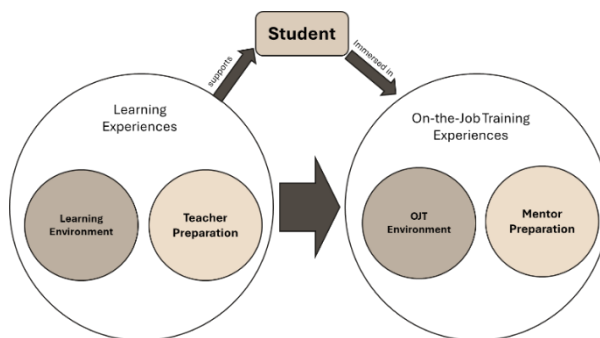 Student
supports
Immersed in
Learning
Experiences
On-the-Job Training
Experiences
Learning
Environment
Teacher
Preparation
OJT
Environment
Mentor
Preparation